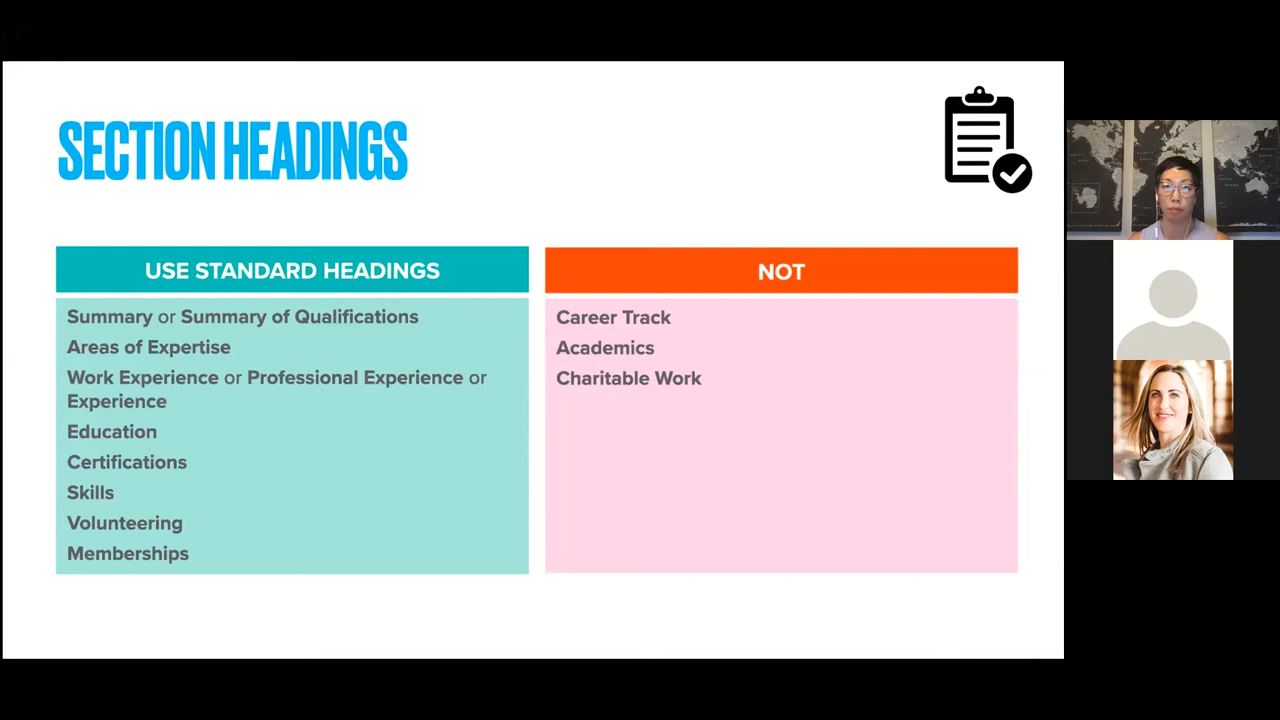 SECTION HEADINGS
USE STANDARD HEADINGS
Summary or Summary of Qualifications
Areas of Expertise
Work Experience or Professional Experience or
Experience
Education
Certifications
Skills
Volunteering
Memberships
NOT
Career Track
Academics
Charitable Work